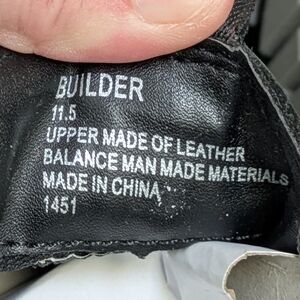 BUILDER
11.5
UPPER MADE OF LEATHER
BALANCE MAN MADE MATERIALS
MADE IN CHINA
1451